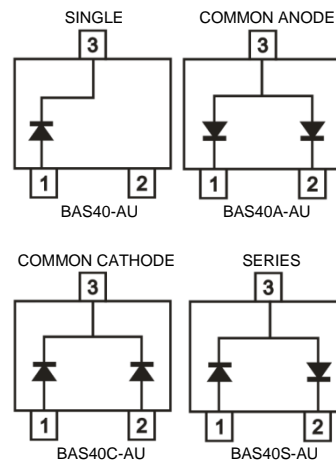 SINGLE COMMON ANODE
3 3
1 2 1 2
BAS40-AU BAS40A-AU
COMMON CATHODE SERIES
3 3
1 2 1 2
BAS40C-AU BAS40S-AU